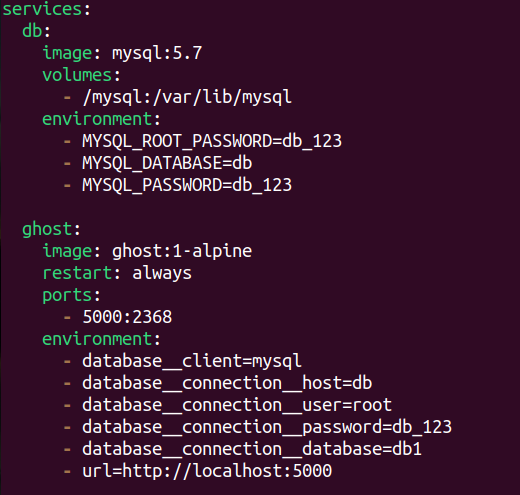 services:
  db:
    image: mysql:5.7
    volumes:
      - /mysql:/var/lib/mysql
    environment:
      - MYSQL_ROOT_PASSWORD=db_123
      - MYSQL_DATABASE=db
      - MYSQL_PASSWORD=db_123

  ghost:
    image: ghost:1-alpine
    restart: always
    ports:
      - 5000:2368
    environment:
      - database__client=mysql
      - database__connection__host=db
      - database__connection__user=root
      - database__connection__password=db_123
      - database__connection__database=db1
      - url=http://localhost:5000